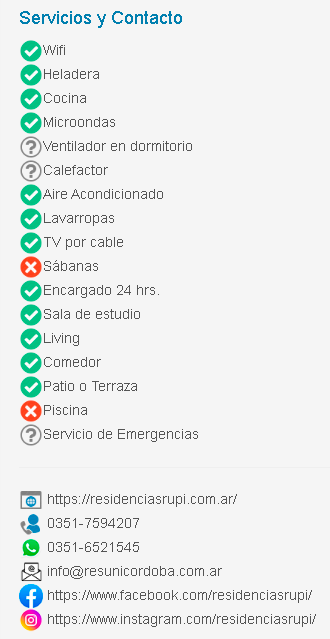 Servicios y Contacto
Wifi
Heladera
Cocina
Microondas
Ventilador en dormitorio
Calefactor
Aire Acondicionado
Lavarropas
TV por cable
Sábanas
Encargado 24 hrs.
Sala de estudio
Living
Comedor
Patio o Terraza
Piscina
Servicio de Emergencias
https://residenciasrupi.com.ar/
0351-7594207
0351-6521545
info@resunicordoba.com.ar
https://www.facebook.com/residenciasrupi/
https://www.instagram.com/residenciasrupi/